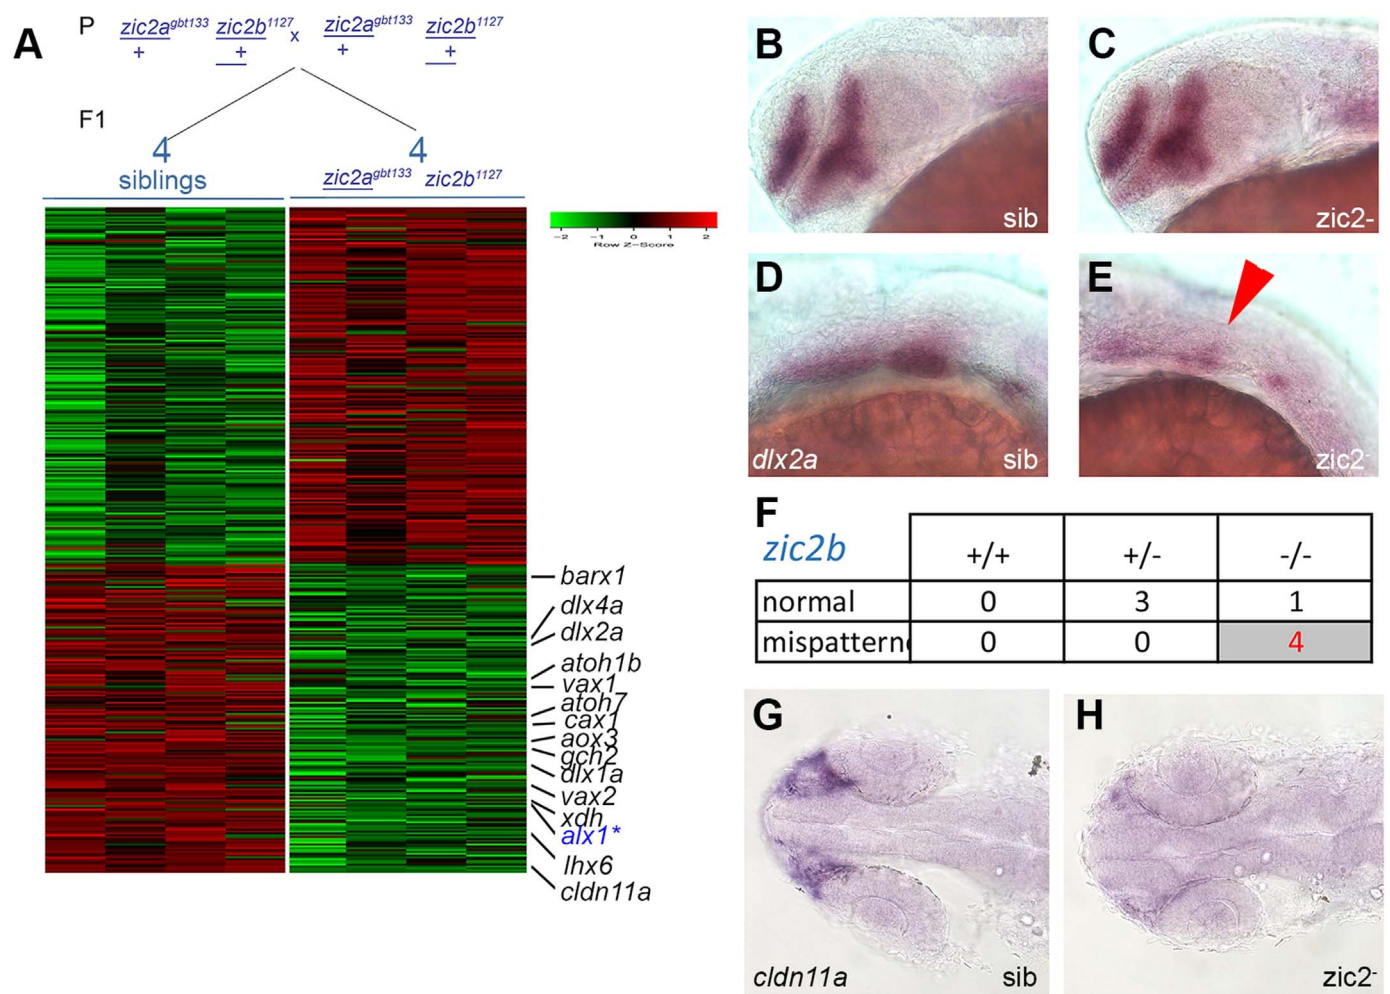 A
P
zic2a^gbt133 zic2b^1127 x zic2a^gbt133 zic2b^1127
+ + + +
F1
4 4
siblings zic2a^gbt133 zic2b^1127
-2 -1 0 1 2
Row Z-Score
barx1
dlx4a
dlx2a
atoh1b
vax1
atoh7
cax1
aox3
gch2
dlx1a
vax2
xdh
alx1*
lhx6
cldn11a
B
sib
C
zic2-
D
dlx2a sib
E
zic2-
F
zic2b +/+ +/- -/-
normal 0 3 1
mispatterne 0 0 4
G
cldn11a sib
H
zic2-